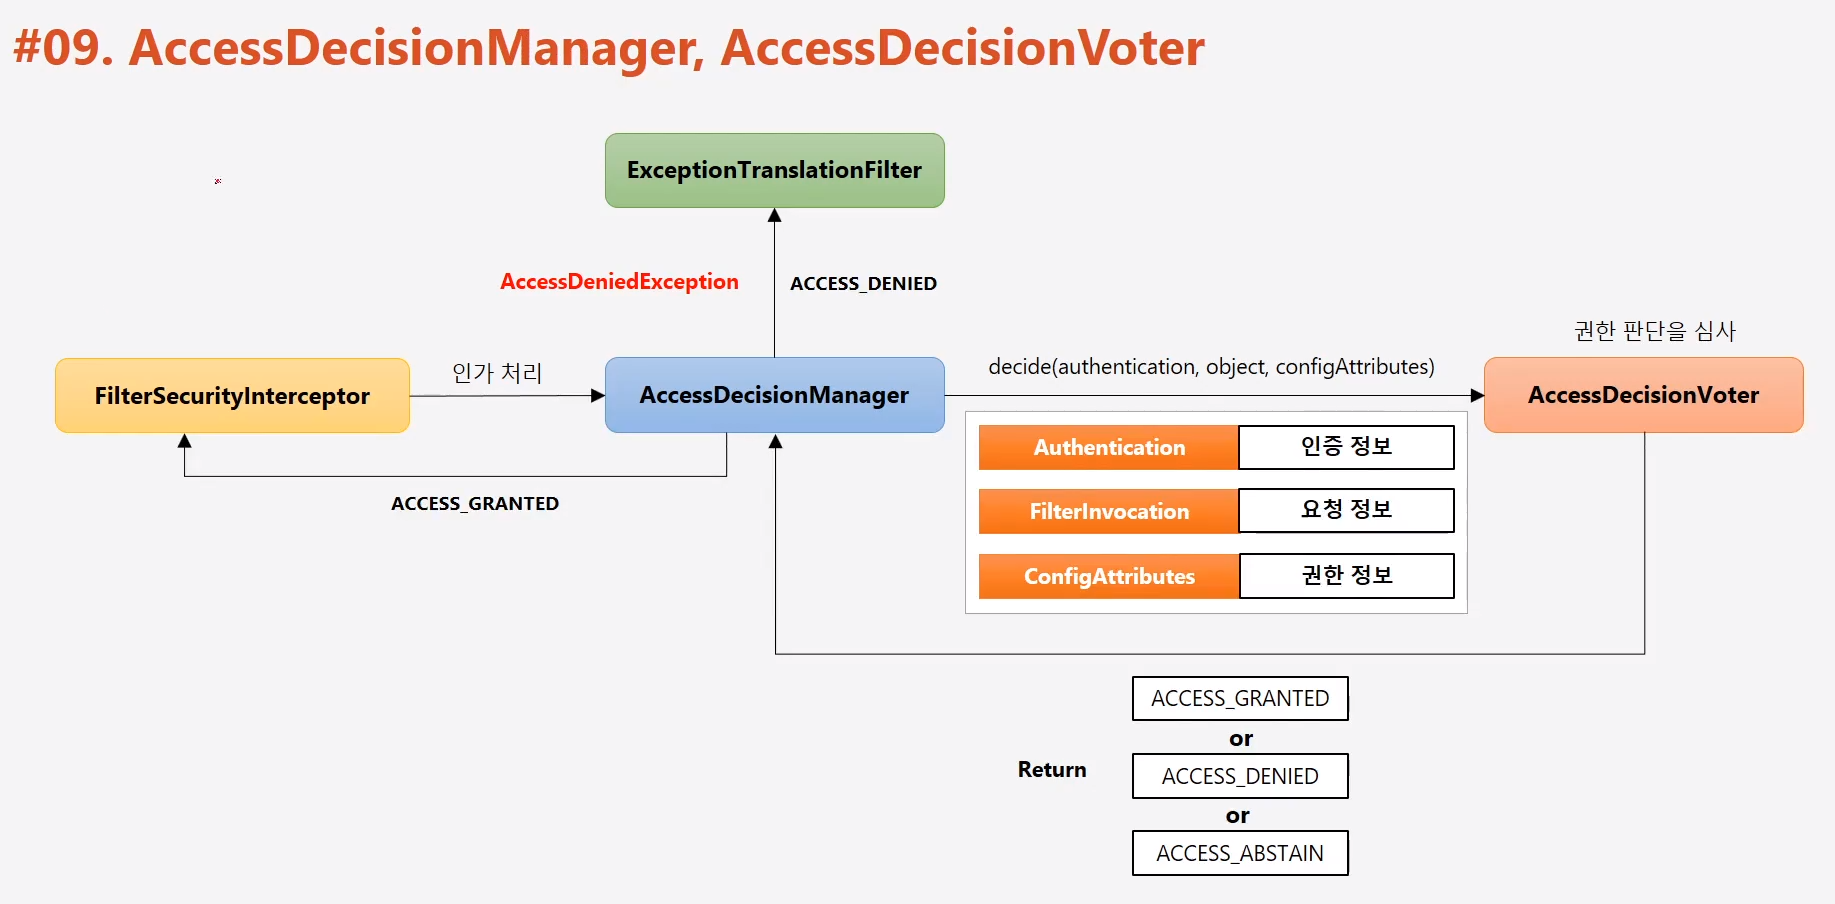 #09. AccessDecisionManager, AccessDecisionVoter
ExceptionTranslationFilter
AccessDeniedException
ACCESS_DENIED
권한 판단을 심사
FilterSecurityInterceptor
인가 처리
AccessDecisionManager
decide(authentication, object, configAttributes)
AccessDecisionVoter
Authentication
인증 정보
FilterInvocation
요청 정보
ConfigAttributes
권한 정보
ACCESS_GRANTED
Return
ACCESS_GRANTED
or
ACCESS_DENIED
or
ACCESS_ABSTAIN